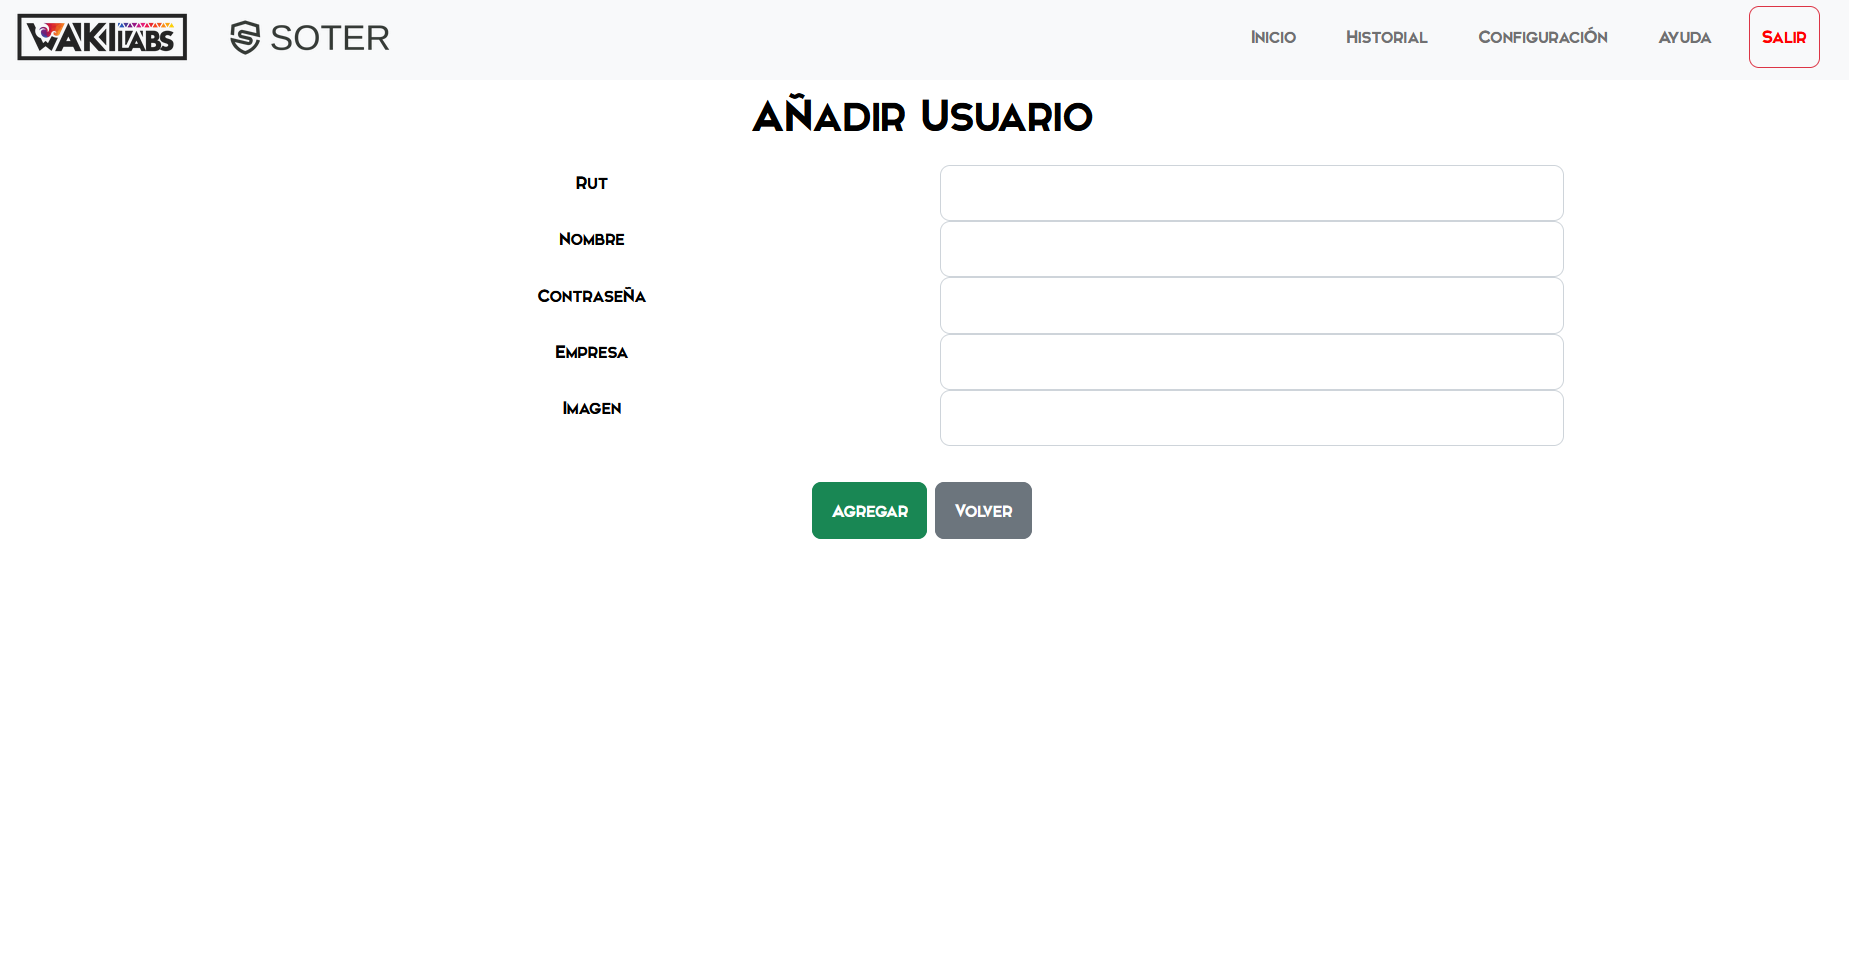 WAKI LABS SOTER Inicio Historial Configuración Ayuda Salir
Añadir Usuario
Rut
Nombre
Contraseña
Empresa
Imagen
Agregar Volver